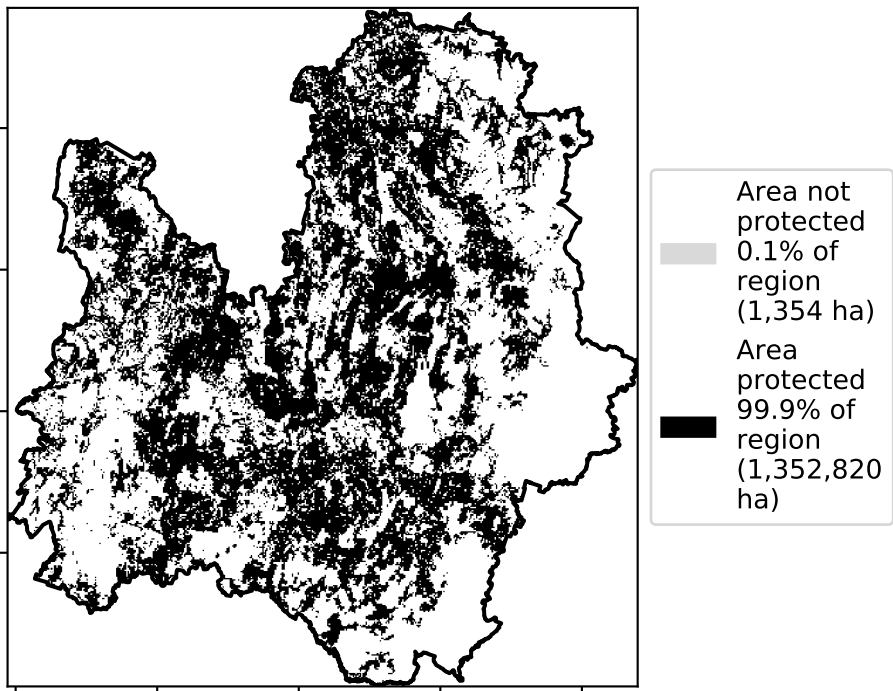 Area not
protected
0.1% of
region
(1,354 ha)
Area
protected
99.9% of
region
(1,352,820
ha)